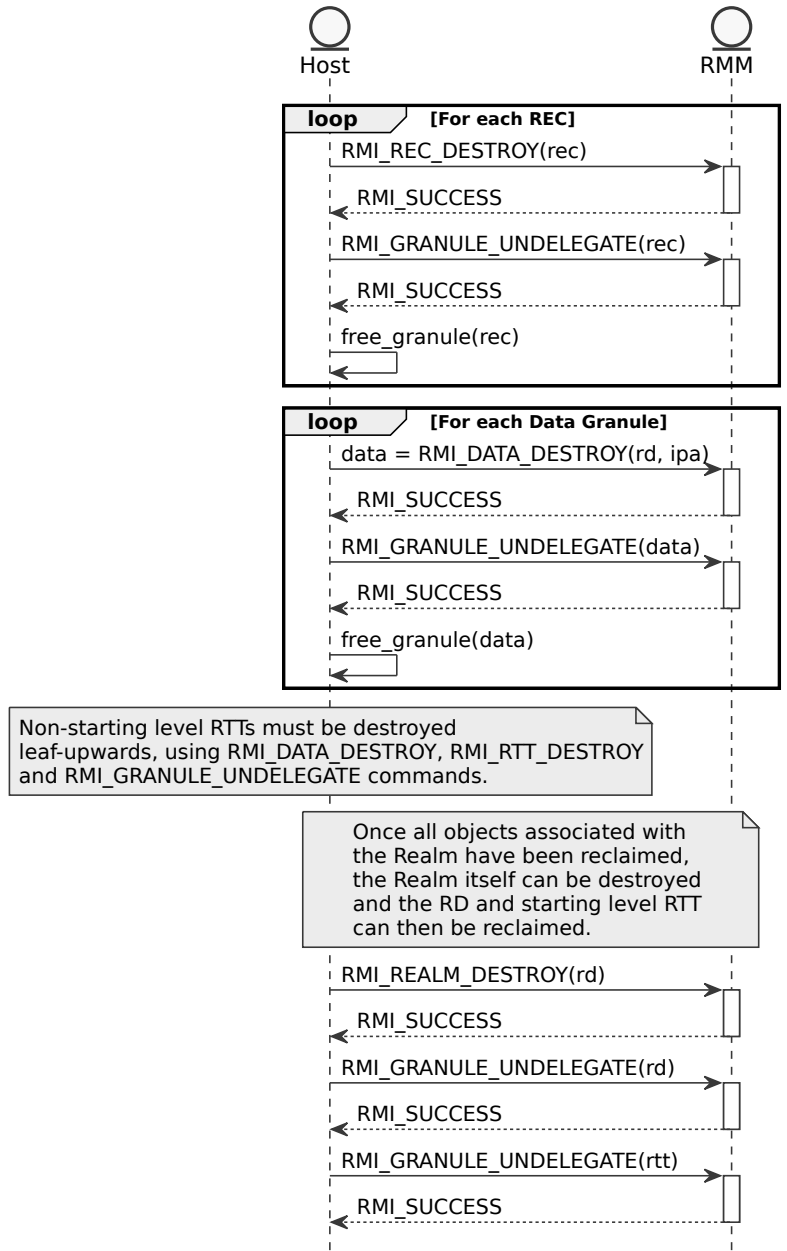 Host
RMM
loop [For each REC]
RMI_REC_DESTROY(rec)
RMI_SUCCESS
RMI_GRANULE_UNDELEGATE(rec)
RMI_SUCCESS
free_granule(rec)
loop [For each Data Granule]
data = RMI_DATA_DESTROY(rd, ipa)
RMI_SUCCESS
RMI_GRANULE_UNDELEGATE(data)
RMI_SUCCESS
free_granule(data)
Non-starting level RTTs must be destroyed
leaf-upwards, using RMI_DATA_DESTROY, RMI_RTT_DESTROY
and RMI_GRANULE_UNDELEGATE commands.
Once all objects associated with
the Realm have been reclaimed,
the Realm itself can be destroyed
and the RD and starting level RTT
can then be reclaimed.
RMI_REALM_DESTROY(rd)
RMI_SUCCESS
RMI_GRANULE_UNDELEGATE(rd)
RMI_SUCCESS
RMI_GRANULE_UNDELEGATE(rtt)
RMI_SUCCESS